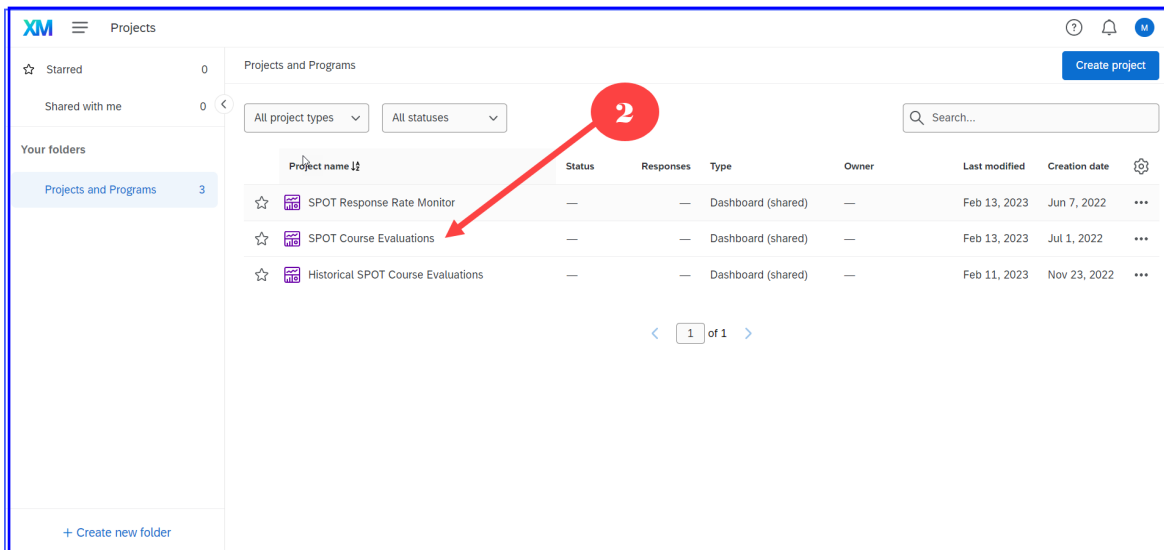 XM Projects M
Starred 0
Shared with me 0
Your folders
Projects and Programs 3
+ Create new folder
Projects and Programs Create project
All project types All statuses 2 Search...
Project name Status Responses Type Owner Last modified Creation date
SPOT Response Rate Monitor — — Dashboard (shared) — Feb 13, 2023 Jun 7, 2022 •••
SPOT Course Evaluations — — Dashboard (shared) — Feb 13, 2023 Jul 1, 2022 •••
Historical SPOT Course Evaluations — — Dashboard (shared) — Feb 11, 2023 Nov 23, 2022 •••
< 1 of 1 >